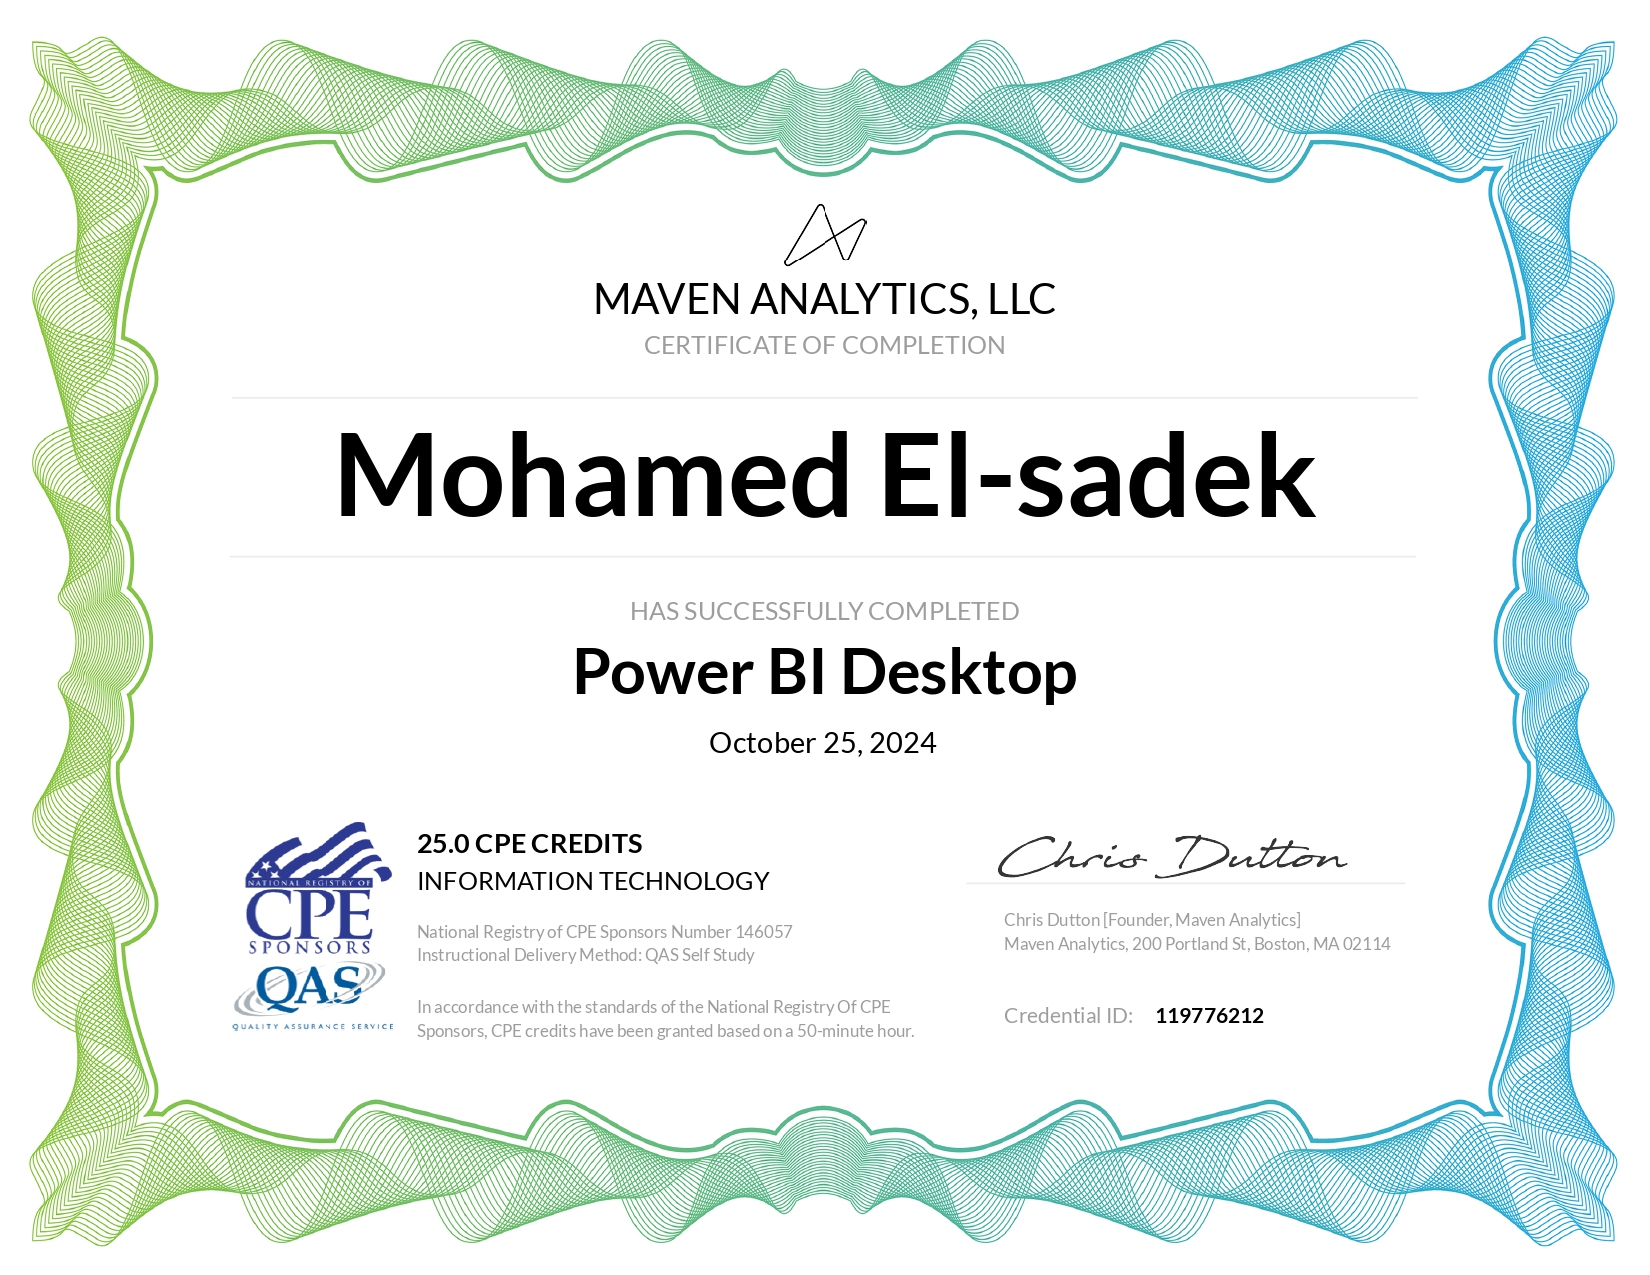 MAVEN ANALYTICS, LLC
CERTIFICATE OF COMPLETION
Mohamed El-sadek
HAS SUCCESSFULLY COMPLETED
Power BI Desktop
October 25, 2024
NATIONAL REGISTRY OF
CPE
SPONSORS
QAS
QUALITY ASSURANCE SERVICE
25.0 CPE CREDITS
INFORMATION TECHNOLOGY
National Registry of CPE Sponsors Number 146057
Instructional Delivery Method: QAS Self Study
In accordance with the standards of the National Registry Of CPE
Sponsors, CPE credits have been granted based on a 50-minute hour.
Chris Dutton
Chris Dutton [Founder, Maven Analytics]
Maven Analytics, 200 Portland St, Boston, MA 02114
Credential ID: 119776212